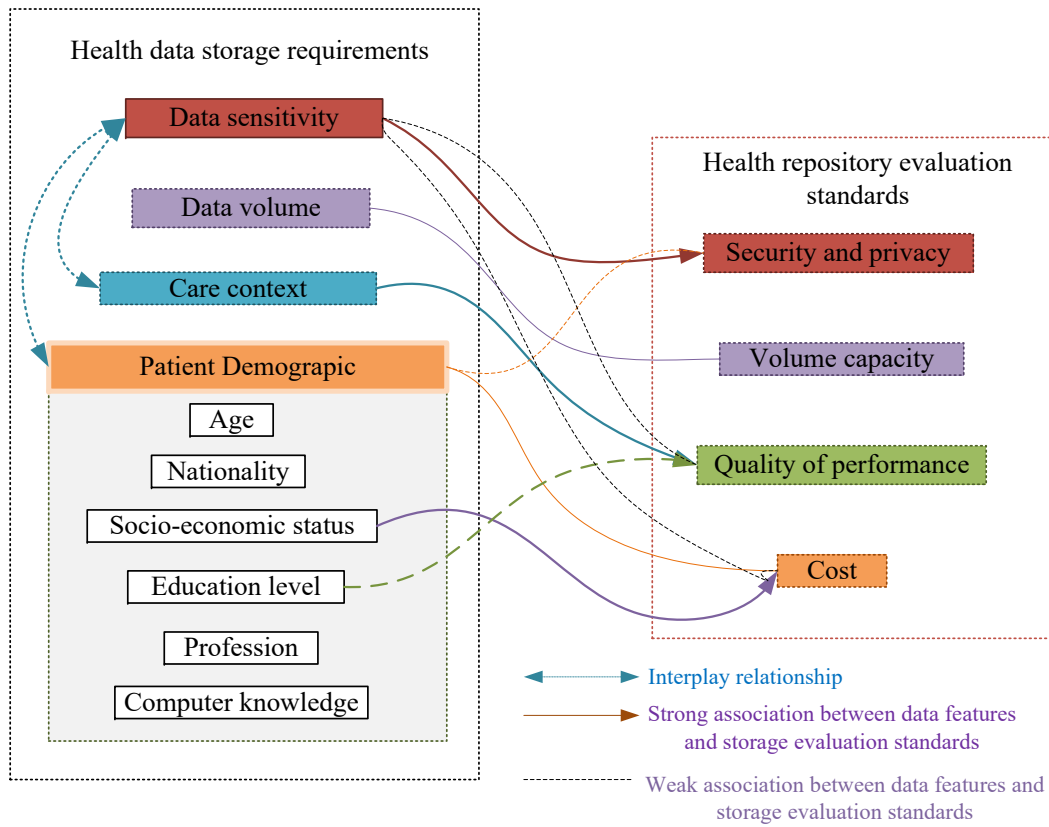 Health data storage requirements
Data sensitivity
Data volume
Care context
Patient Demograpic
Age
Nationality
Socio-economic status
Education level
Profession
Computer knowledge
Health repository evaluation
standards
Security and privacy
Volume capacity
Quality of performance
Cost
Interplay relationship
Strong association between data features
and storage evaluation standards
Weak association between data features and
storage evaluation standards